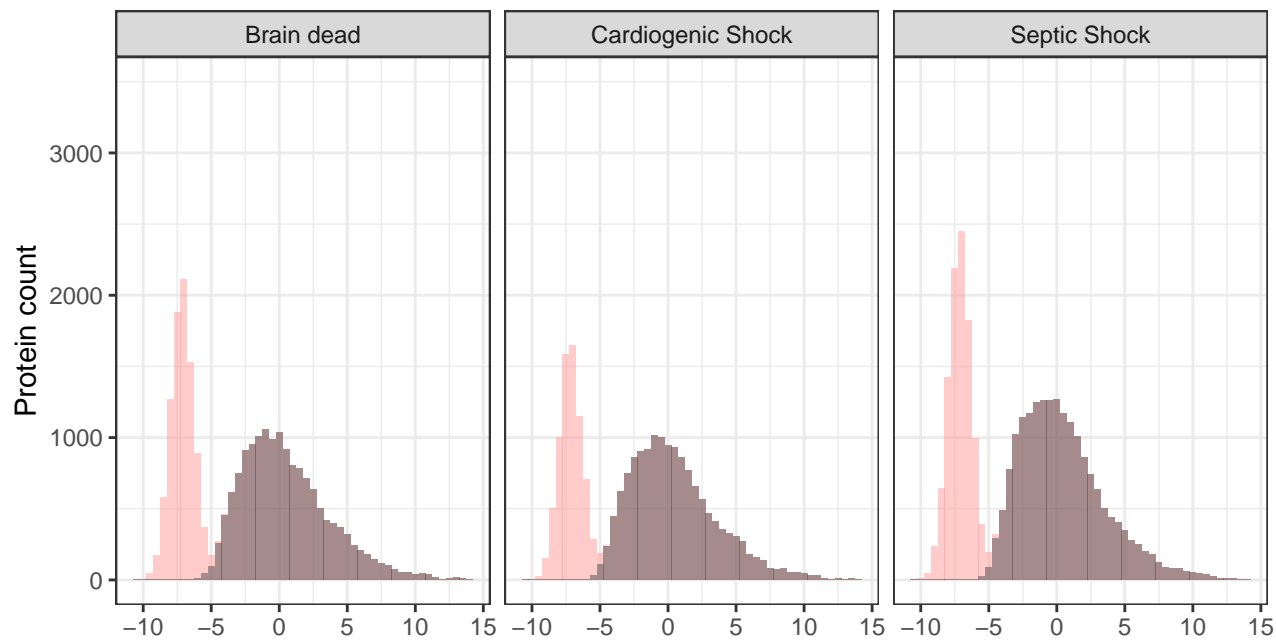 Brain dead Cardiogenic Shock Septic Shock
Protein count
3000
2000
1000
0
−10 −5 0 5 10 15 −10 −5 0 5 10 15 −10 −5 0 5 10 15